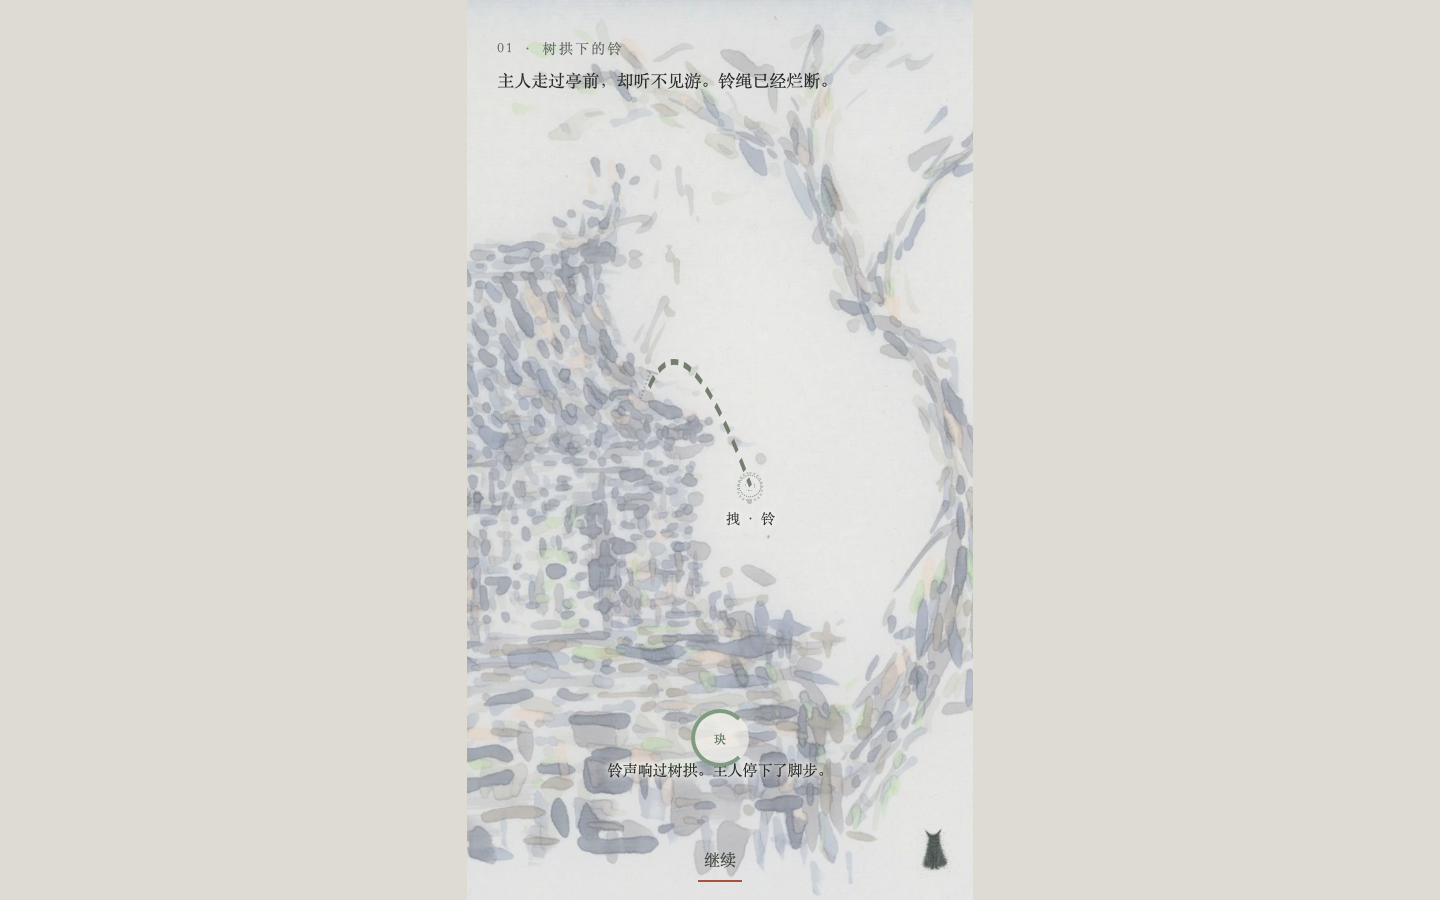 01 · 树拱下的铃
主人走过亭前，却听不见游。铃绳已经烂断。
拽 · 铃
玦
铃声响过树拱。主人停下了脚步。
继续